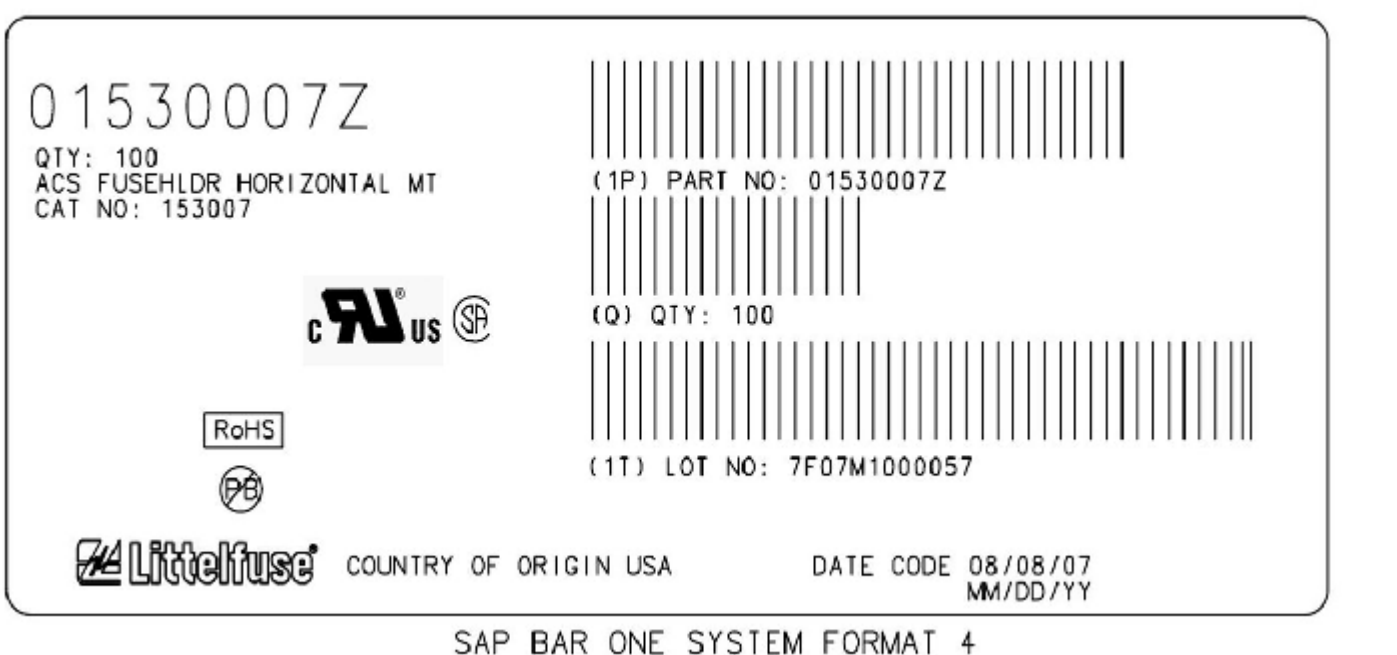 01530007Z
QTY: 100
ACS FUSEHLDR HORIZONTAL MT
CAT NO: 153007
(1P) PART NO: 01530007Z
(Q) QTY: 100
(1T) LOT NO: 7F07M1000057
C RU® US SA
RoHS
PB
Littelfuse® COUNTRY OF ORIGIN USA DATE CODE 08/08/07
MM/DD/YY
SAP BAR ONE SYSTEM FORMAT 4